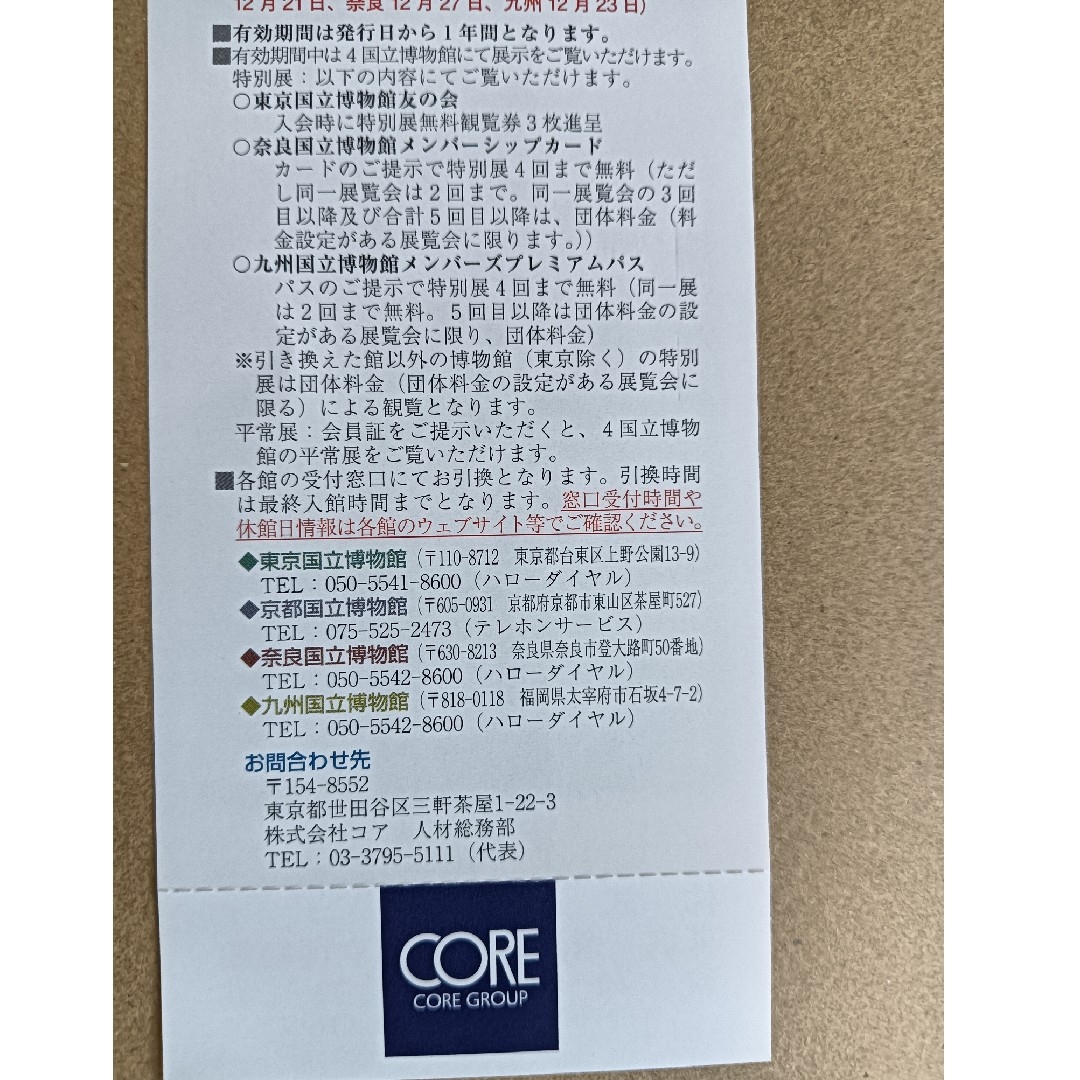 12月21日、奈良12月27日、九州12月23日)
■有効期間は発行日から1年間となります。
■有効期間中は4国立博物館にて展示をご覧いただけます。
特別展：以下の内容にてご覧いただけます。
○東京国立博物館友の会
入会時に特別展無料観覧券3枚進呈
○奈良国立博物館メンバーシップカード
カードのご提示で特別展4回まで無料（ただ
し同一展覧会は2回まで。同一展覧会の3回
目以降及び合計5回目以降は、団体料金（料
金設定がある展覧会に限ります。））
○九州国立博物館メンバーズプレミアムパス
パスのご提示で特別展4回まで無料（同一展
は2回まで無料。5回目以降は団体料金の設
定がある展覧会に限り、団体料金）
※引き換えた館以外の博物館（東京除く）の特別
展は団体料金（団体料金の設定がある展覧会に
限る）による観覧となります。
平常展：会員証をご提示いただくと、4国立博物
館の平常展をご覧いただけます。
■各館の受付窓口にてお引換となります。引換時間
は最終入館時間までとなります。窓口受付時間や
休館日情報は各館のウェブサイト等でご確認ください。
◆東京国立博物館（〒110-8712 東京都台東区上野公園13-9）
TEL：050-5541-8600（ハローダイヤル）
◆京都国立博物館（〒605-0931 京都府京都市東山区茶屋町527）
TEL：075-525-2473（テレホンサービス）
◆奈良国立博物館（〒630-8213 奈良県奈良市登大路町50番地）
TEL：050-5542-8600（ハローダイヤル）
◆九州国立博物館（〒818-0118 福岡県太宰府市石坂4-7-2）
TEL：050-5542-8600（ハローダイヤル）
お問合わせ先
〒154-8552
東京都世田谷区三軒茶屋1-22-3
株式会社コア 人材総務部
TEL：03-3795-5111（代表）
CORE
CORE GROUP